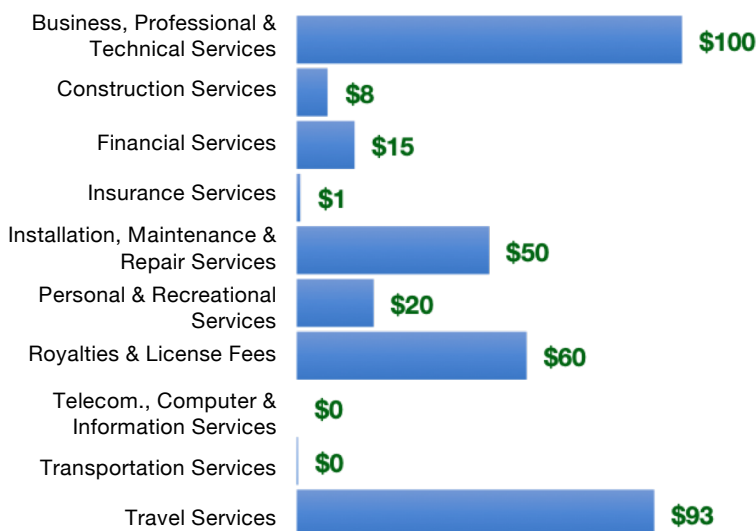 Business, Professional &
Technical Services
$100
Construction Services
$8
Financial Services
$15
Insurance Services
$1
Installation, Maintenance &
Repair Services
$50
Personal & Recreational
Services
$20
Royalties & License Fees
$60
Telecom., Computer &
Information Services
$0
Transportation Services
$0
Travel Services
$93